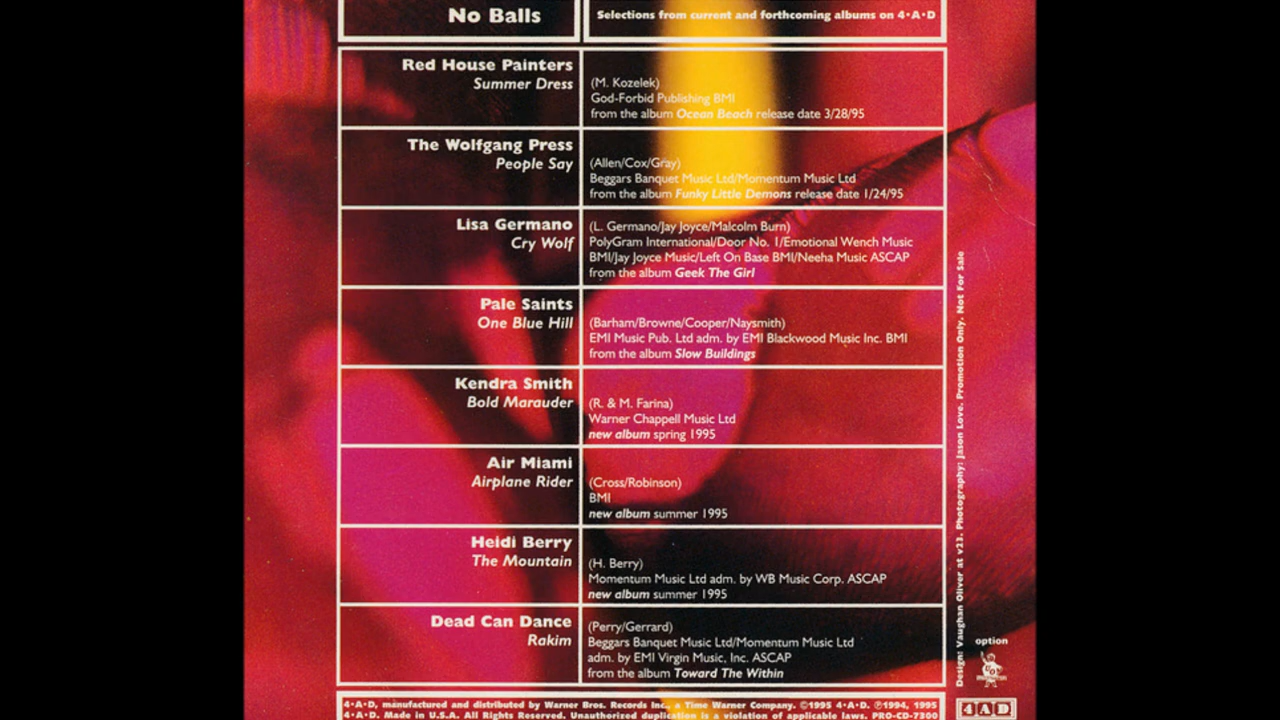 No Balls
Selections from current and forthcoming albums on 4•A•D
Red House Painters
Summer Dress
(M. Kozelek)
God-Forbid Publishing BMI
from the album Ocean Beach release date 3/28/95
The Wolfgang Press
People Say
(Allen/Cox/Gray)
Beggars Banquet Music Ltd/Momentum Music Ltd
from the album Funky Little Demons release date 1/24/95
Lisa Germano
Cry Wolf
(L. Germano/Jay Joyce/Malcolm Burn)
PolyGram International/Door No. 1/Emotional Wench Music
BMI/Jay Joyce Music/Left On Base BMI/Neeha Music ASCAP
from the album Geek The Girl
Pale Saints
One Blue Hill
(Barham/Browne/Cooper/Naysmith)
EMI Music Pub. Ltd adm. by EMI Blackwood Music Inc. BMI
from the album Slow Buildings
Kendra Smith
Bold Marauder
(R. & M. Farina)
Warner Chappell Music Ltd
new album spring 1995
Air Miami
Airplane Rider
(Cross/Robinson)
BMI
new album summer 1995
Heidi Berry
The Mountain
(H. Berry)
Momentum Music Ltd adm. by WB Music Corp. ASCAP
new album summer 1995
Dead Can Dance
Rakim
(Perry/Gerrard)
Beggars Banquet Music Ltd/Momentum Music Ltd
adm. by EMI Virgin Music, Inc. ASCAP
from the album Toward The Within
Design: Vaughan Oliver at v23. Photography: Jason Love. Promotion Only. Not For Sale
option
4•A•D, manufactured and distributed by Warner Bros. Records Inc., a Time Warner Company. ©1995 4•A•D. ℗1994, 1995
4•A•D. Made in U.S.A. All Rights Reserved. Unauthorized duplication is a violation of applicable laws. PRO-CD-7300
4AD